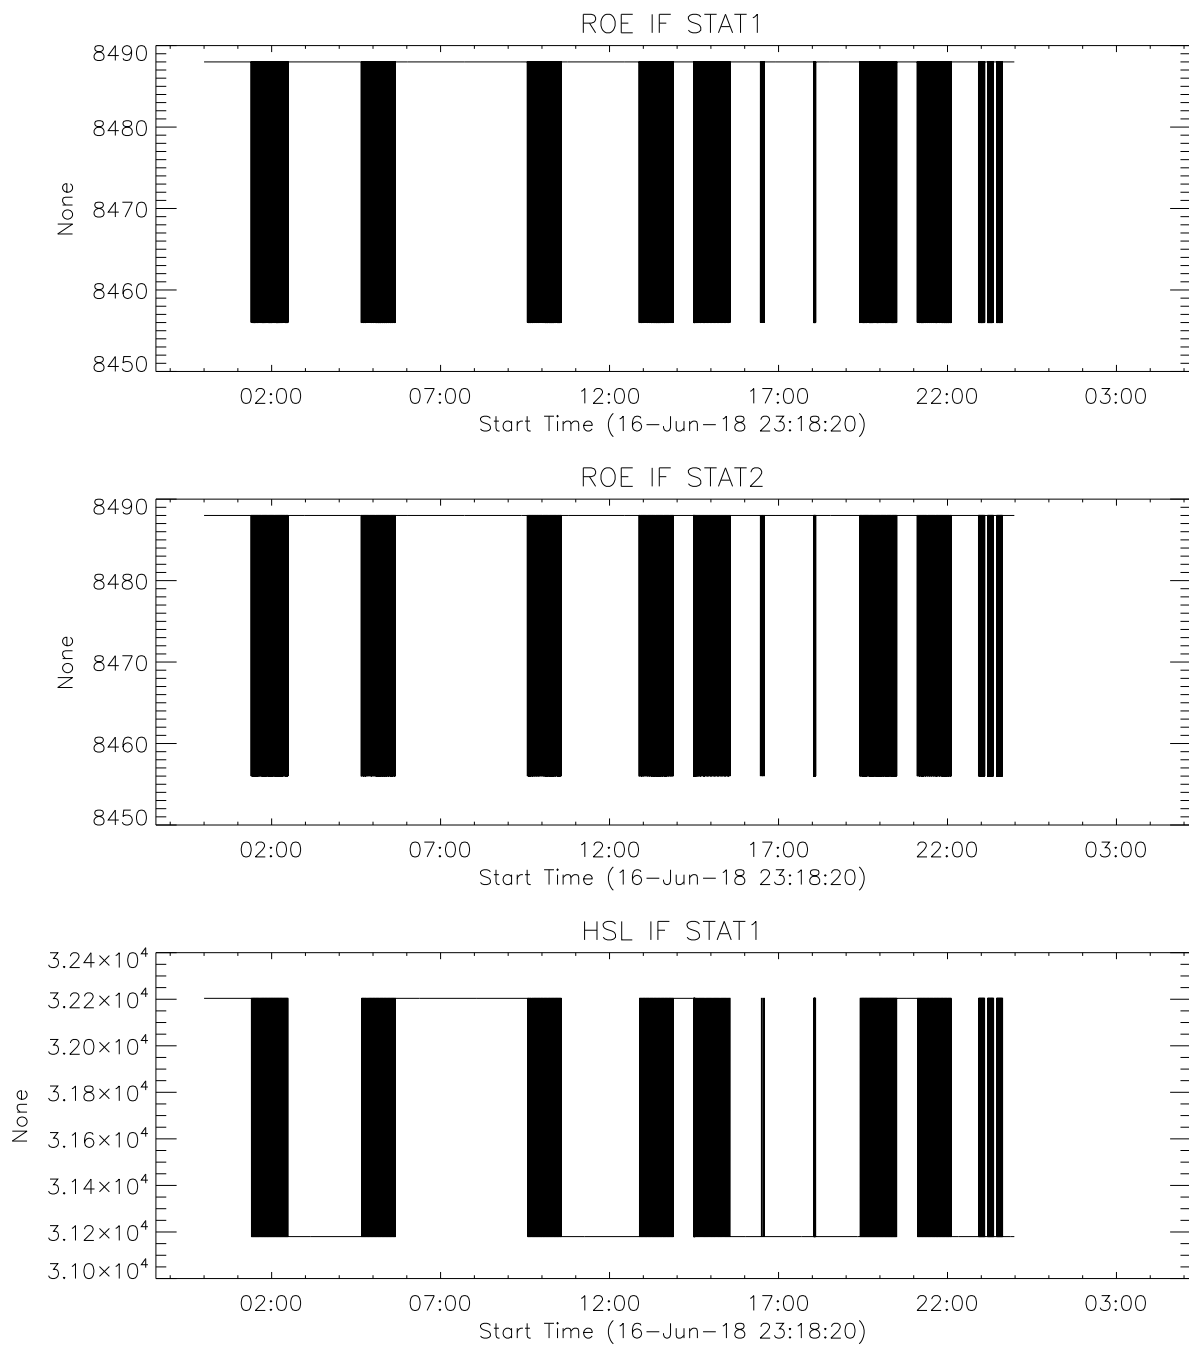 ROE IF STAT1
8490
8480
8470
8460
8450
None
02:00 07:00 12:00 17:00 22:00 03:00
Start Time (16-Jun-18 23:18:20)
ROE IF STAT2
8490
8480
8470
8460
8450
None
02:00 07:00 12:00 17:00 22:00 03:00
Start Time (16-Jun-18 23:18:20)
HSL IF STAT1
3.24×10⁴
3.22×10⁴
3.20×10⁴
3.18×10⁴
3.16×10⁴
3.14×10⁴
3.12×10⁴
3.10×10⁴
None
02:00 07:00 12:00 17:00 22:00 03:00
Start Time (16-Jun-18 23:18:20)